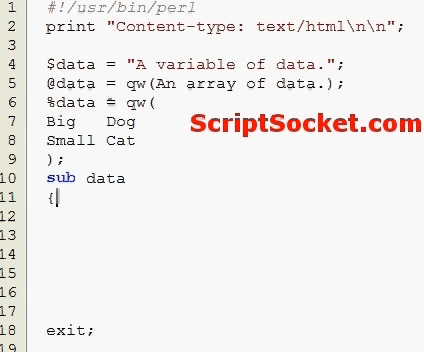 1 #!/usr/bin/perl
2 print "Content-type: text/html\n\n";
3
4 $data = "A variable of data.";
5 @data = qw(An array of data.);
6 %data = qw(
7 Big Dog
ScriptSocket.com
8 Small Cat
9 );
10 sub data
11 {
12
13
14
15
16
17
18 exit;
19